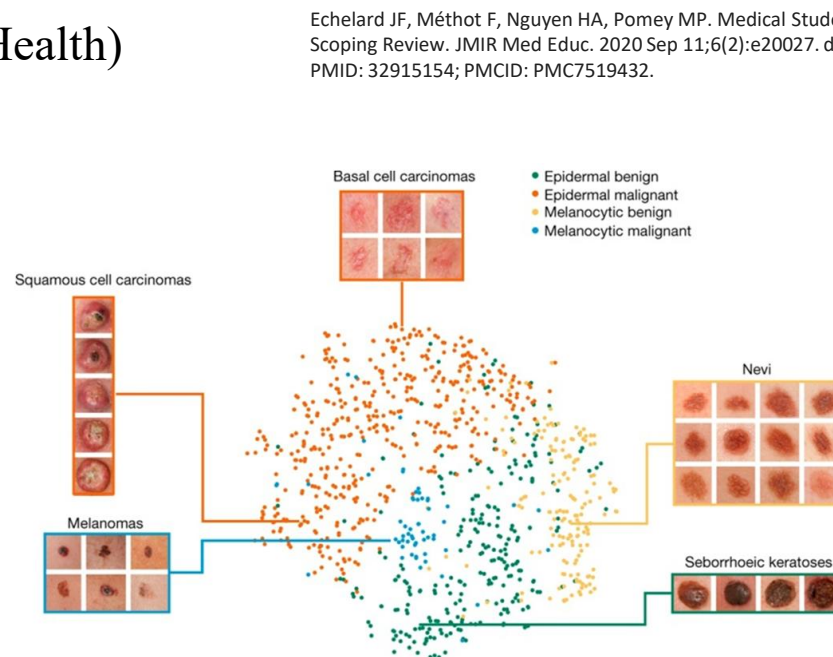 Health)
Echelard JF, Méthot F, Nguyen HA, Pomey MP. Medical Stude
Scoping Review. JMIR Med Educ. 2020 Sep 11;6(2):e20027. d
PMID: 32915154; PMCID: PMC7519432.
Basal cell carcinomas
Epidermal benign
Epidermal malignant
Melanocytic benign
Melanocytic malignant
Squamous cell carcinomas
Nevi
Melanomas
Seborrhoeic keratoses